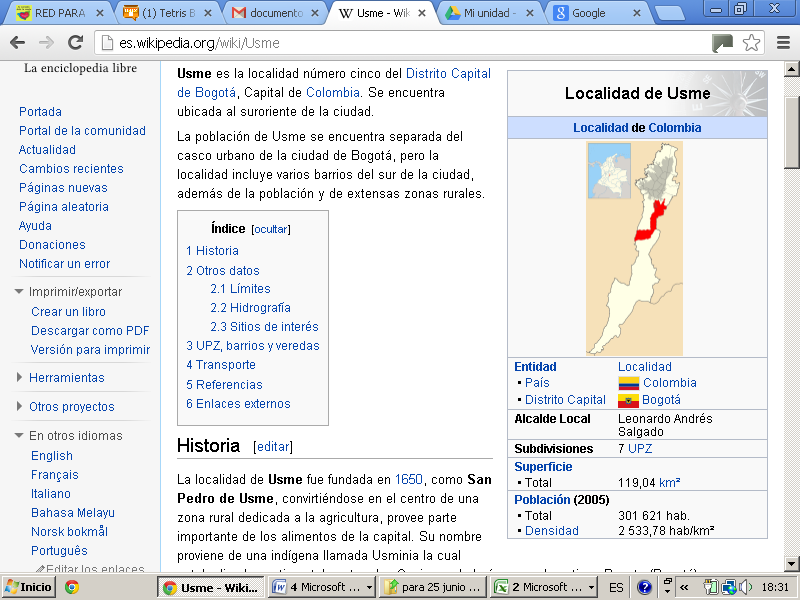 RED PARA
(1) Tetris B
documento
Usme - Wik
Mi unidad -
Google
es.wikipedia.org/wiki/Usme
La enciclopedia libre
Portada
Portal de la comunidad
Actualidad
Cambios recientes
Páginas nuevas
Página aleatoria
Ayuda
Donaciones
Notificar un error
Imprimir/exportar
Crear un libro
Descargar como PDF
Versión para imprimir
Herramientas
Otros proyectos
En otros idiomas
English
Français
Italiano
Bahasa Melayu
Norsk bokmål
Português
Editar los enlaces
Usme es la localidad número cinco del Distrito Capital
de Bogotá, Capital de Colombia. Se encuentra
ubicada al suroriente de la ciudad.
La población de Usme se encuentra separada del
casco urbano de la ciudad de Bogotá, pero la
localidad incluye varios barrios del sur de la ciudad,
además de la población y de extensas zonas rurales.
Índice [ocultar]
1 Historia
2 Otros datos
2.1 Límites
2.2 Hidrografía
2.3 Sitios de interés
3 UPZ, barrios y veredas
4 Transporte
5 Referencias
6 Enlaces externos
Historia [editar]
La localidad de Usme fue fundada en 1650, como San
Pedro de Usme, convirtiéndose en el centro de una
zona rural dedicada a la agricultura, provee parte
importante de los alimentos de la capital. Su nombre
proviene de una indígena llamada Usminia la cual
Localidad de Usme
Localidad de Colombia
Entidad Localidad
• País Colombia
• Distrito Capital Bogotá
Alcalde Local Leonardo Andrés
Salgado
Subdivisiones 7 UPZ
Superficie
• Total 119,04 km²
Población (2005)
• Total 301 621 hab.
• Densidad 2 533,78 hab/km²
Inicio
Usme - Wiki...
4 Microsoft ...
para 25 junio ...
2 Microsoft ...
ES
18:31